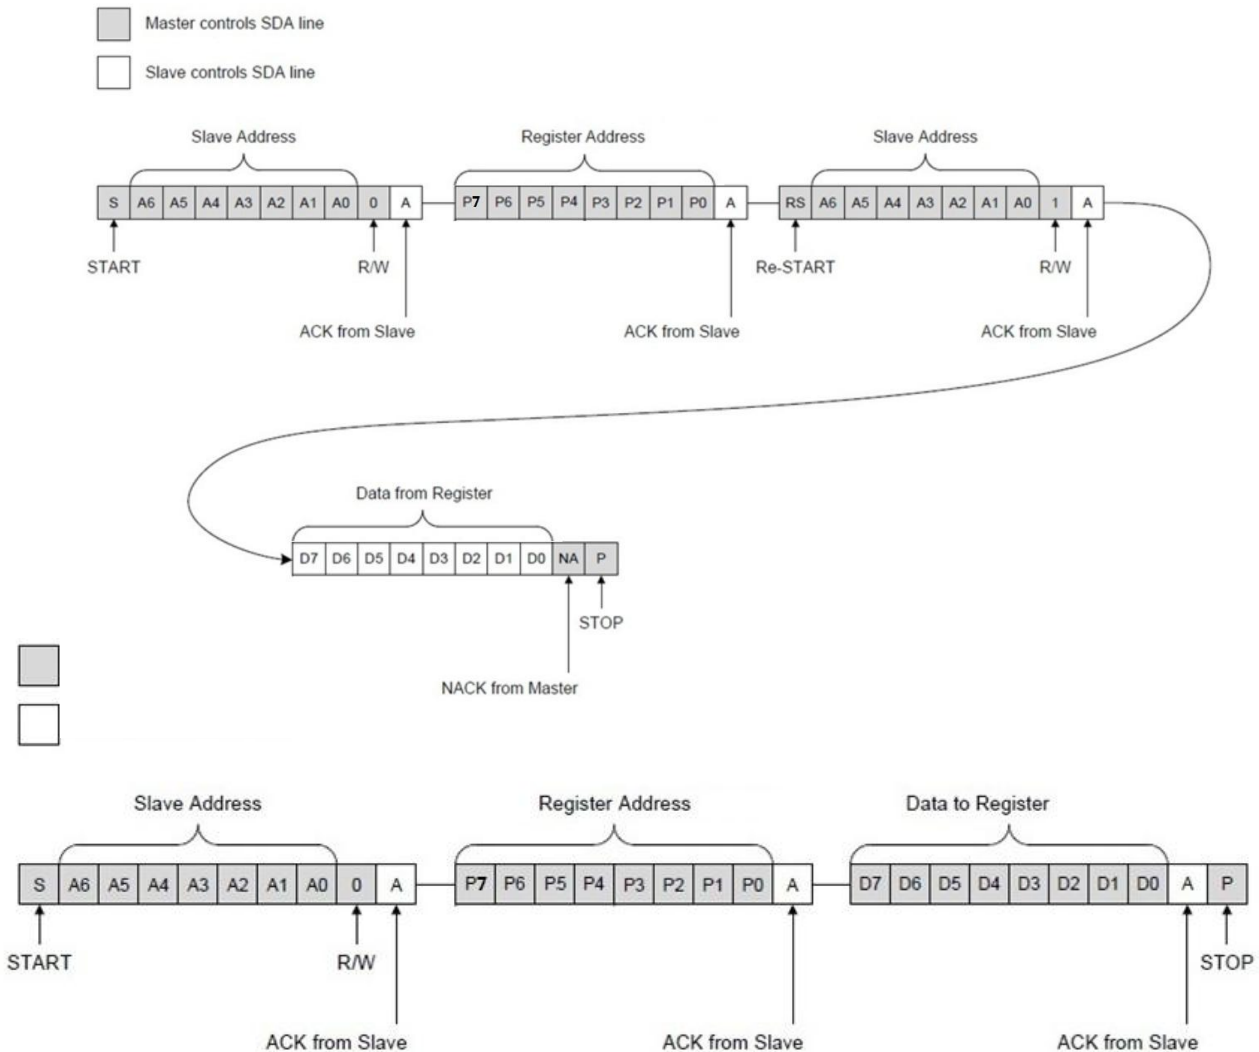 Master controls SDA line
Slave controls SDA line
Slave Address Register Address Slave Address
S A6 A5 A4 A3 A2 A1 A0 0 A P7 P6 P5 P4 P3 P2 P1 P0 A RS A6 A5 A4 A3 A2 A1 A0 1 A
START R/W Re-START R/W
ACK from Slave ACK from Slave ACK from Slave
Data from Register
D7 D6 D5 D4 D3 D2 D1 D0 NA P
STOP
NACK from Master
Slave Address Register Address Data to Register
S A6 A5 A4 A3 A2 A1 A0 0 A P7 P6 P5 P4 P3 P2 P1 P0 A D7 D6 D5 D4 D3 D2 D1 D0 A P
START R/W STOP
ACK from Slave ACK from Slave ACK from Slave